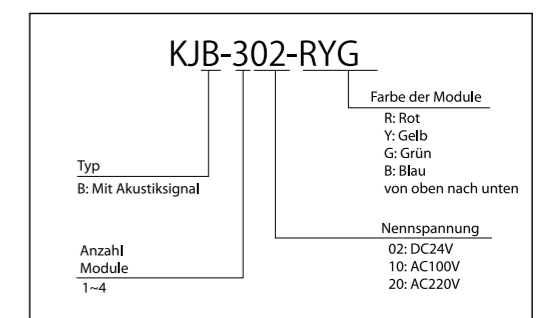 KJB-302-RYG
Farbe der Module
R: Rot
Y: Gelb
G: Grün
B: Blau
von oben nach unten
Typ
B: Mit Akustiksignal
Nennspannung
02: DC24V
10: AC100V
20: AC220V
Anzahl
Module
1~4